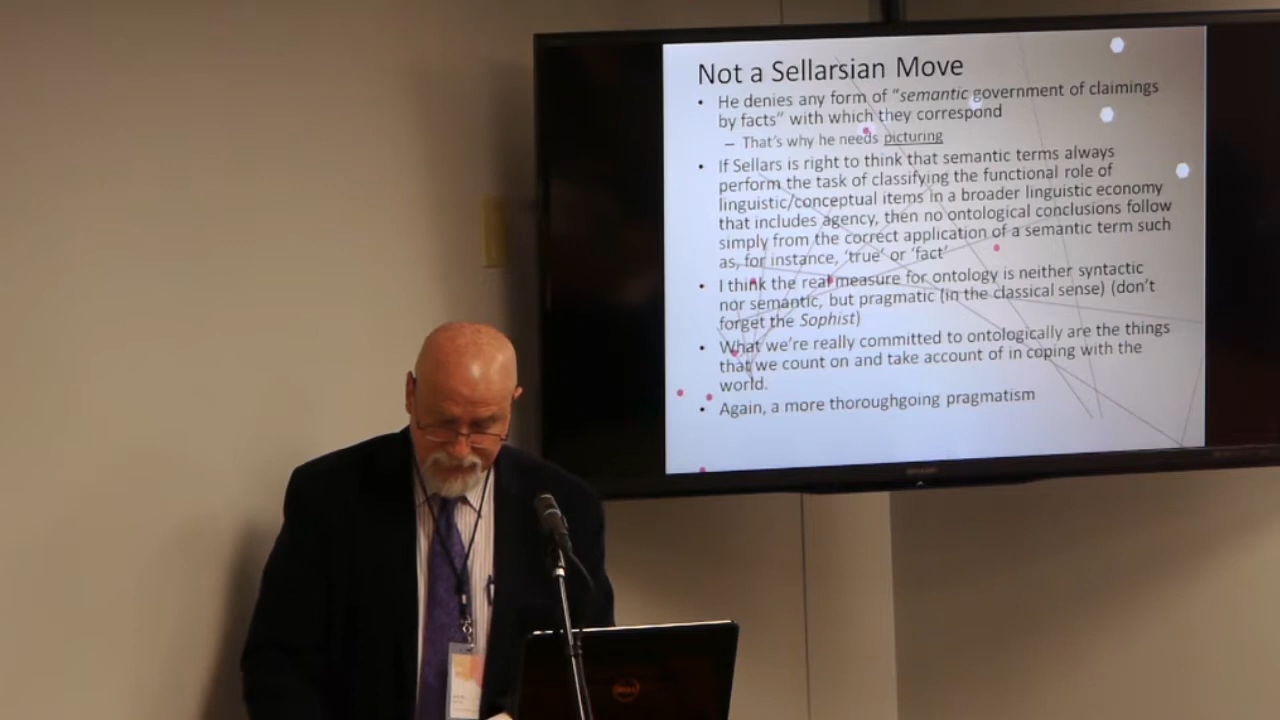 Not a Sellarsian Move
• He denies any form of "semantic government of claimings
by facts" with which they correspond
– That's why he needs picturing
• If Sellars is right to think that semantic terms always
perform the task of classifying the functional role of
linguistic/conceptual items in a broader linguistic economy
that includes agency, then no ontological conclusions follow
simply from the correct application of a semantic term such
as, for instance, 'true' or 'fact'
• I think the real measure for ontology is neither syntactic
nor semantic, but pragmatic (in the classical sense) (don't
forget the Sophist)
• What we're really committed to ontologically are the things
that we count on and take account of in coping with the
world.
• Again, a more thoroughgoing pragmatism
SHARP
DELL